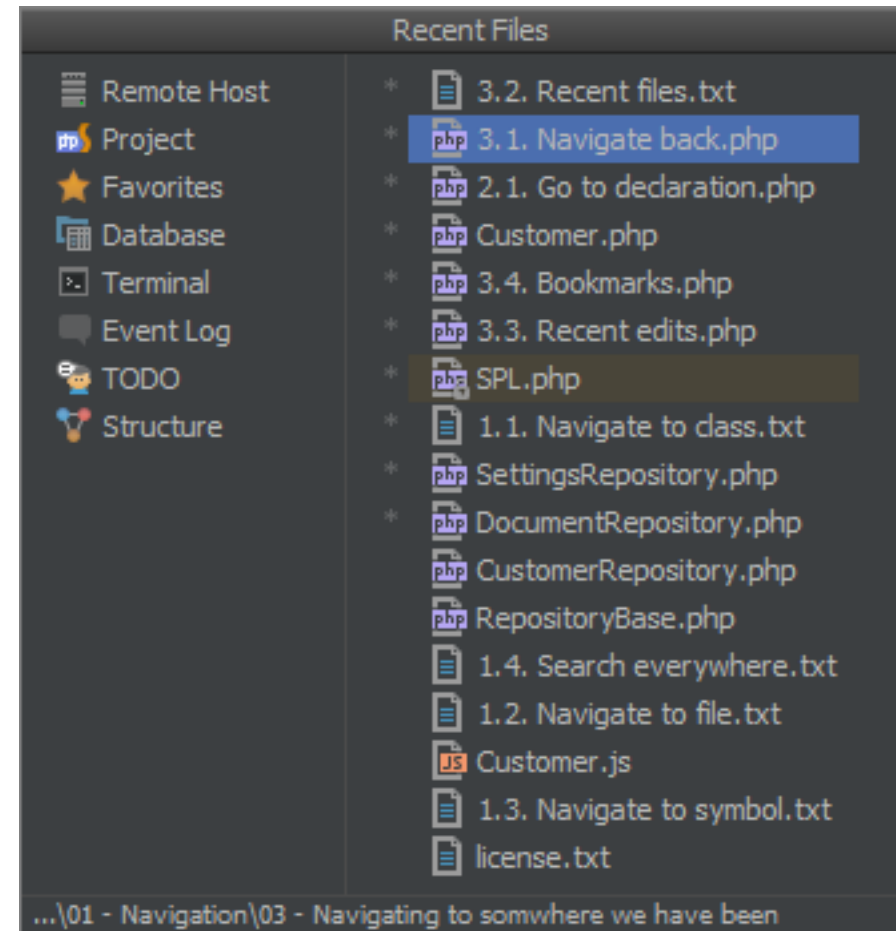 Recent Files
Remote Host
Project
Favorites
Database
Terminal
Event Log
TODO
Structure
* 3.2. Recent files.txt
* 3.1. Navigate back.php
* 2.1. Go to declaration.php
* Customer.php
* 3.4. Bookmarks.php
* 3.3. Recent edits.php
* SPL.php
* 1.1. Navigate to class.txt
* SettingsRepository.php
* DocumentRepository.php
CustomerRepository.php
RepositoryBase.php
1.4. Search everywhere.txt
1.2. Navigate to file.txt
Customer.js
1.3. Navigate to symbol.txt
license.txt
...\01 - Navigation\03 - Navigating to somwhere we have been